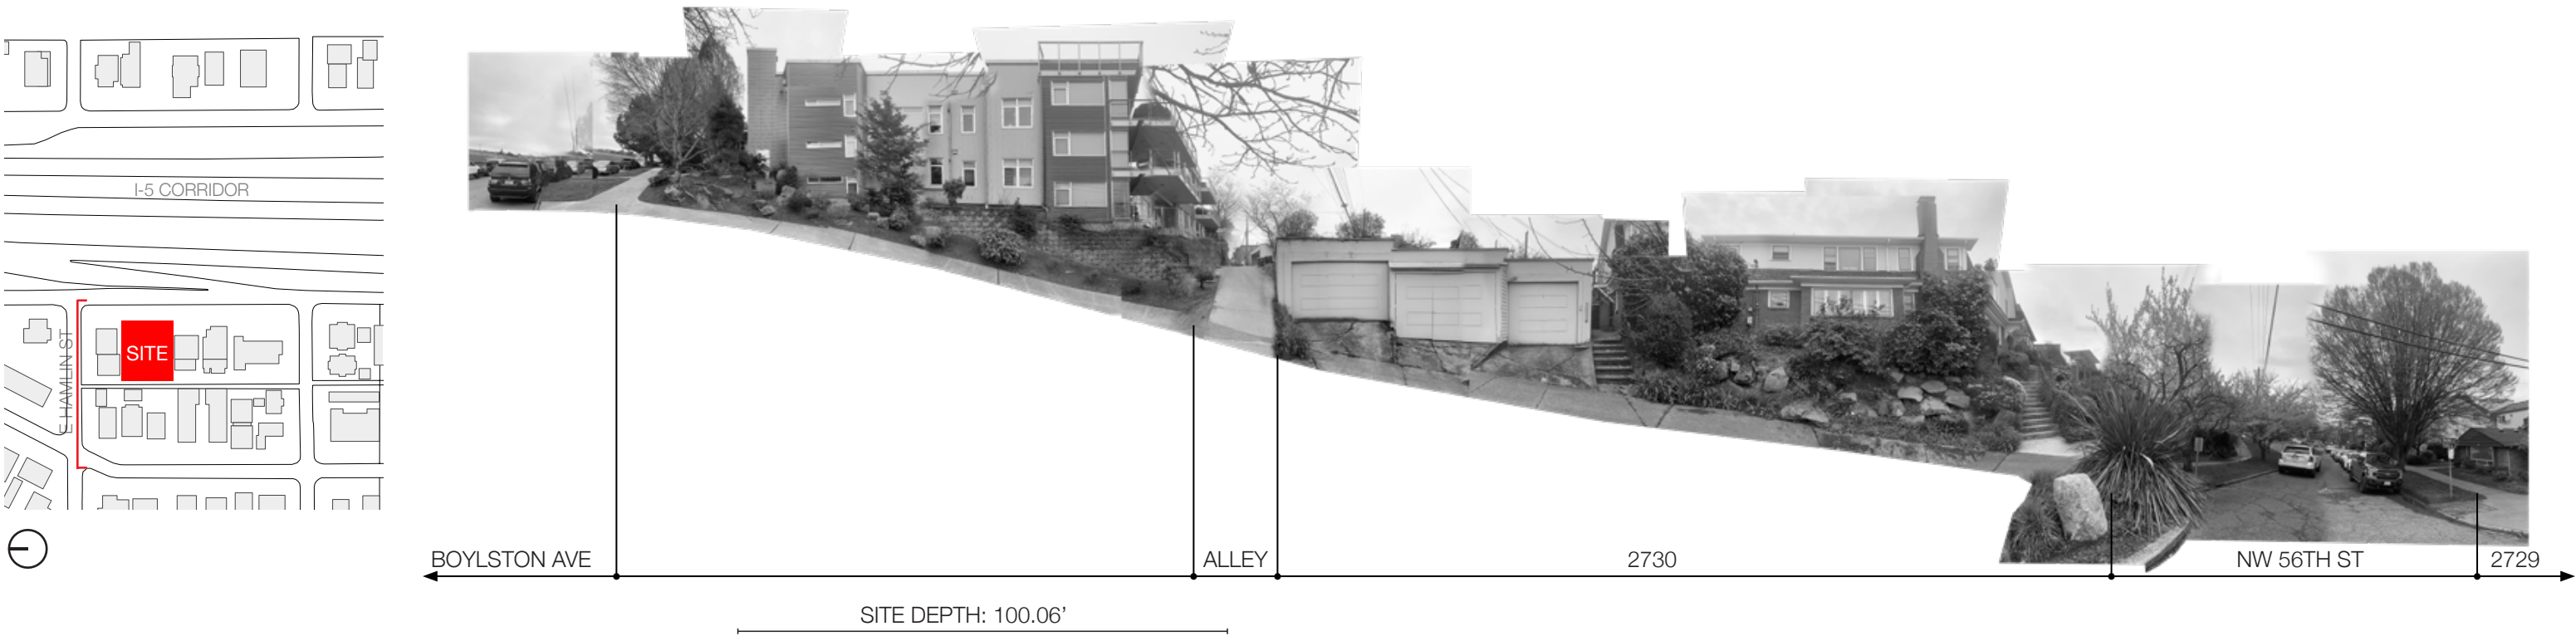 I-5 CORRIDOR
SITE
E HAMLIN ST
BOYLSTON AVE
ALLEY
2730
NW 56TH ST
2729
SITE DEPTH: 100.06’